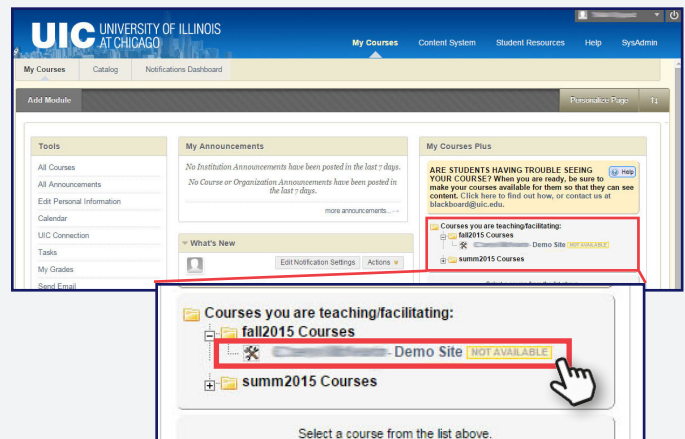 UIC UNIVERSITY OF ILLINOIS
AT CHICAGO
My Courses Content System Student Resources Help SysAdmin
My Courses Catalog Notifications Dashboard
Add Module Personalize Page
Tools
All Courses
All Announcements
Edit Personal Information
Calendar
UIC Connection
Tasks
My Grades
Send Email
My Announcements
No Institution Announcements have been posted in the last 7 days.
No Course or Organization Announcements have been posted in
the last 7 days.
more announcements...
What's New
Edit Notification Settings Actions
My Courses Plus
ARE STUDENTS HAVING TROUBLE SEEING Help
YOUR COURSE? When you are ready, be sure to
make your courses available for them so that they can see
content. Click here to find out how, or contact us at
blackboard@uic.edu.
Courses you are teaching/facilitating:
fall2015 Courses
- Demo Site NOT AVAILABLE
summ2015 Courses
Courses you are teaching/facilitating:
fall2015 Courses
- Demo Site NOT AVAILABLE
summ2015 Courses
Select a course from the list above.